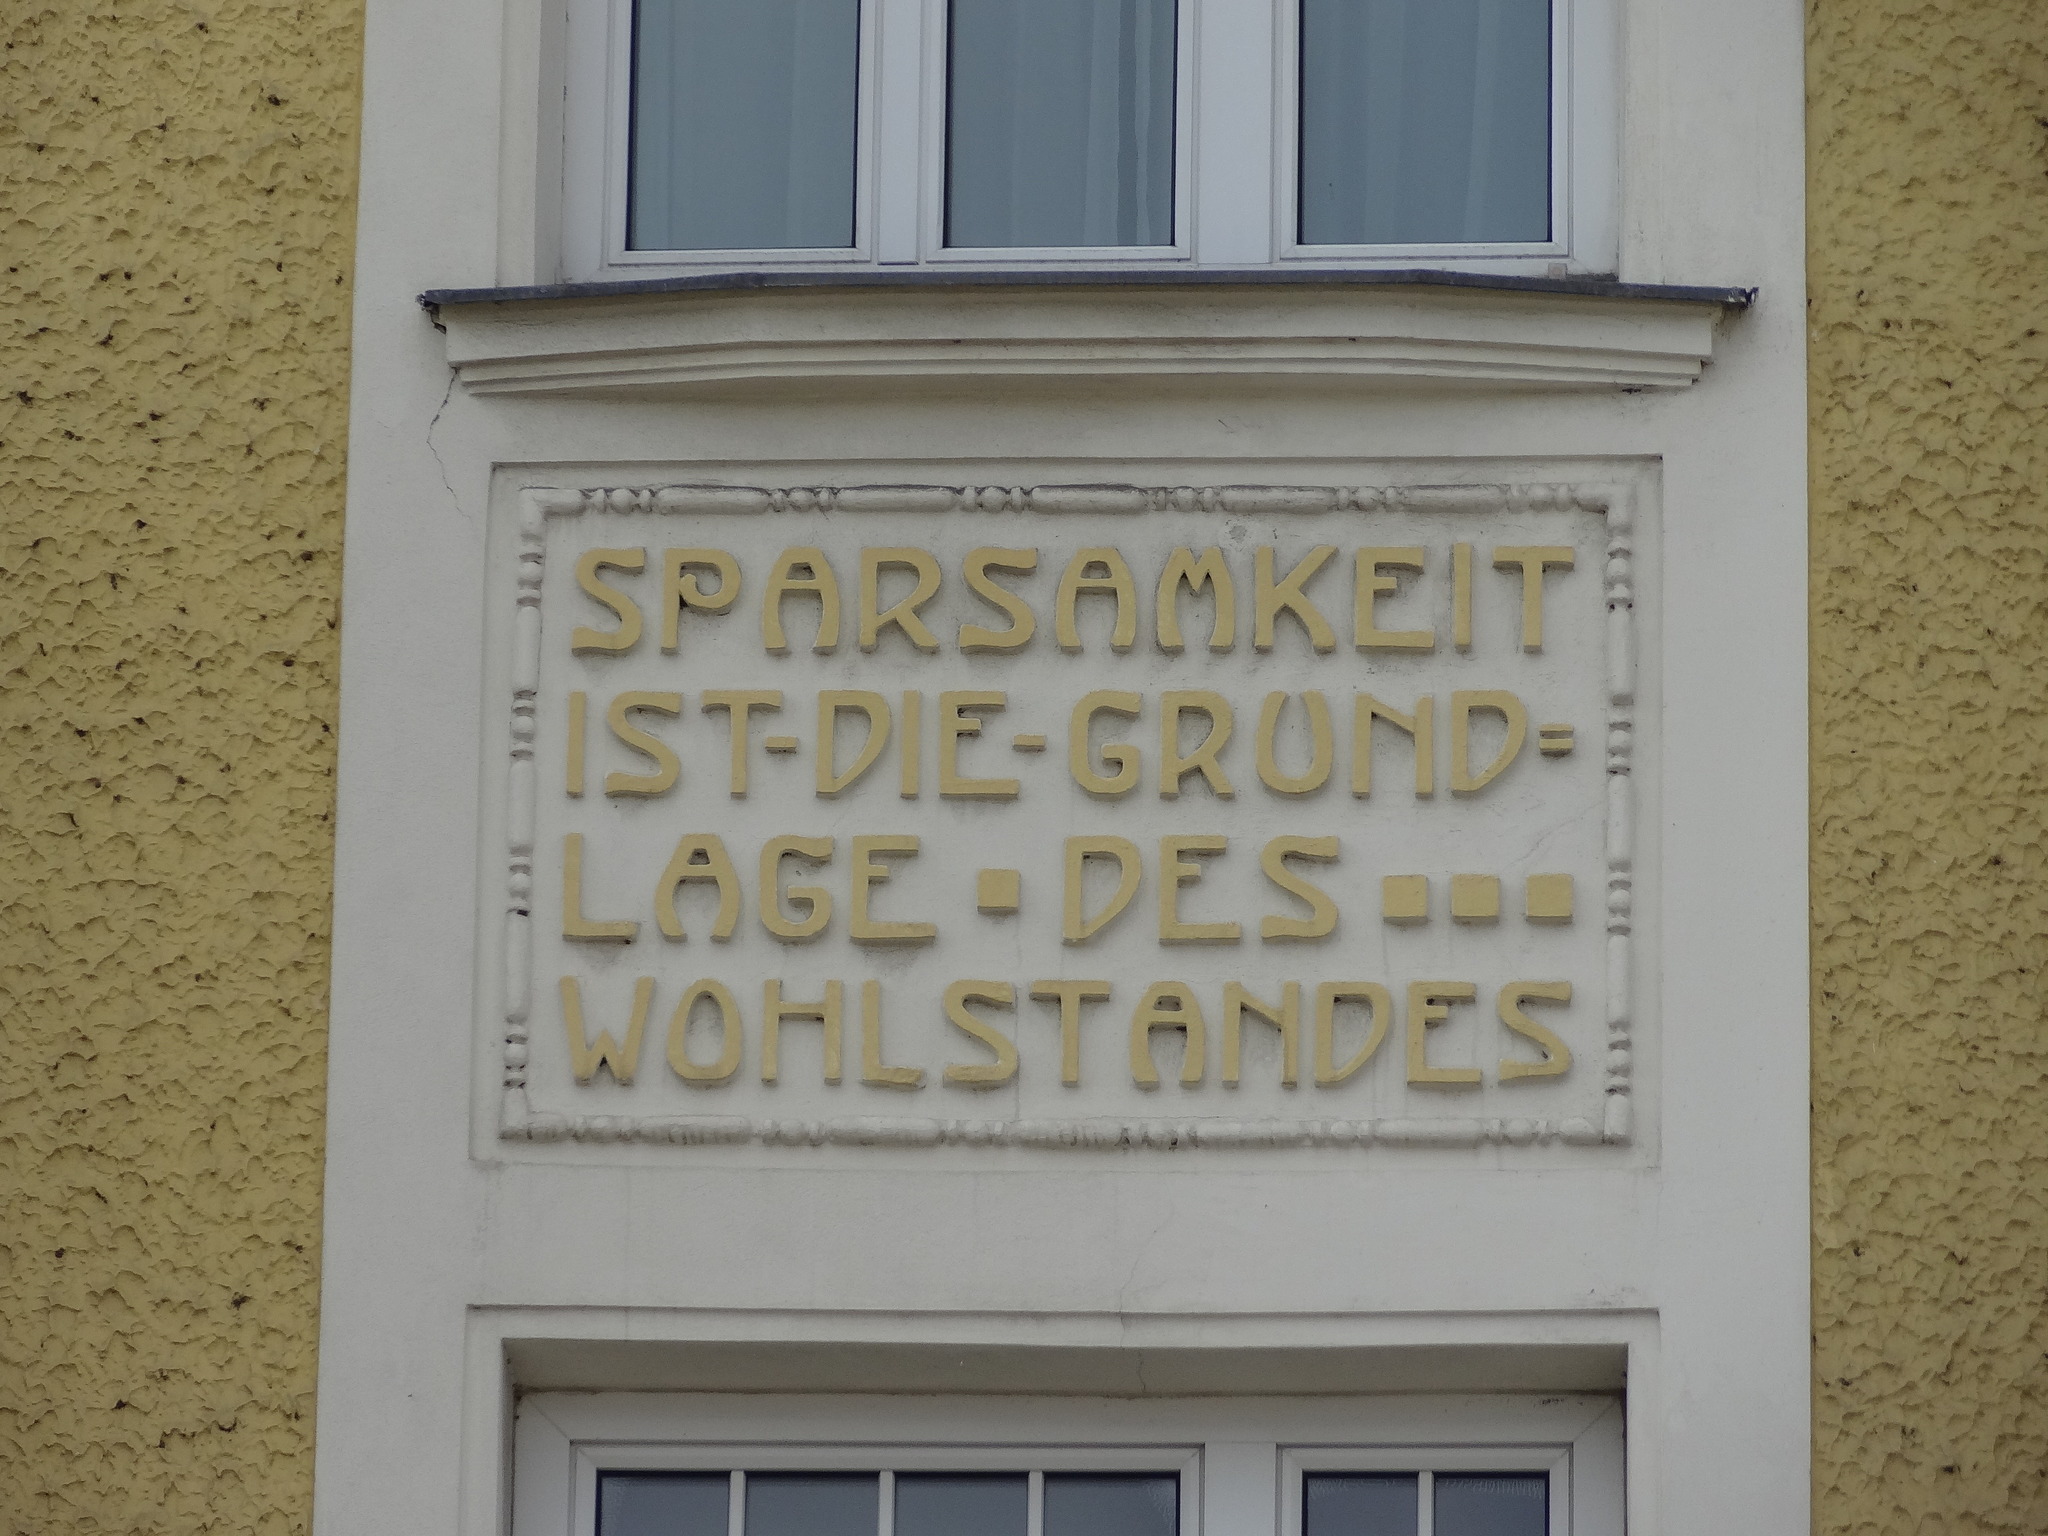 SPARSAMKEIT
IST-DIE-GRUND=
LAGE ▪ DES ▪▪▪
WOHLSTANDES